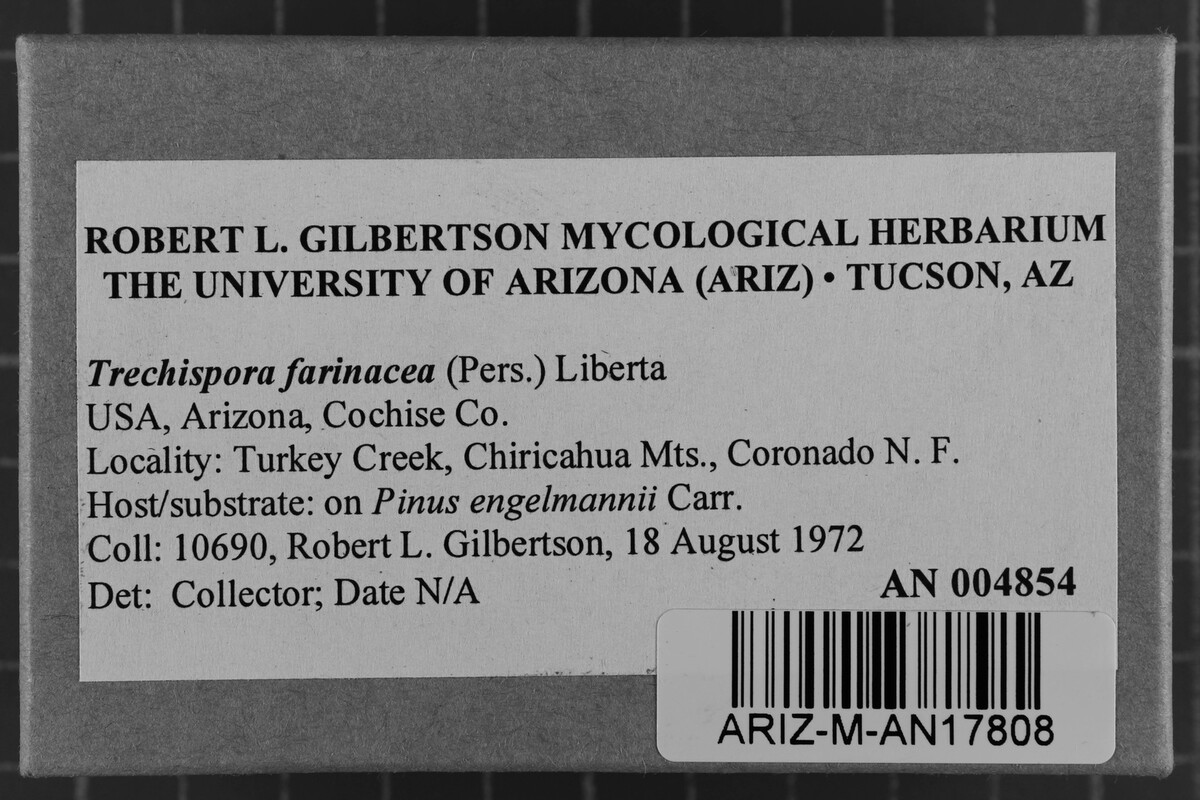 ROBERT L. GILBERTSON MYCOLOGICAL HERBARIUM
THE UNIVERSITY OF ARIZONA (ARIZ) • TUCSON, AZ
Trechispora farinacea (Pers.) Liberta
USA, Arizona, Cochise Co.
Locality: Turkey Creek, Chiricahua Mts., Coronado N. F.
Host/substrate: on Pinus engelmannii Carr.
Coll: 10690, Robert L. Gilbertson, 18 August 1972
Det: Collector; Date N/A
AN 004854
ARIZ-M-AN17808